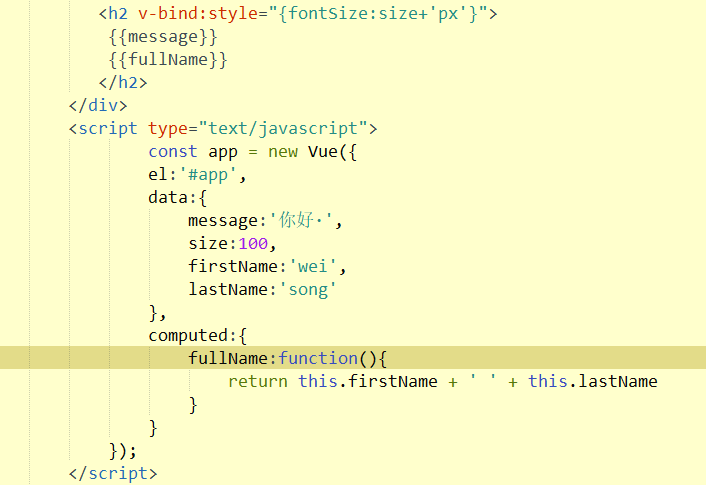 <h2 v-bind:style="{fontSize:size+'px'}">
{{message}}
{{fullName}}
</h2>
</div>
<script type="text/javascript">
const app = new Vue({
el:'#app',
data:{
message:'你好·',
size:100,
firstName:'wei',
lastName:'song'
},
computed:{
fullName:function(){
return this.firstName + ' ' + this.lastName
}
}
});
</script>